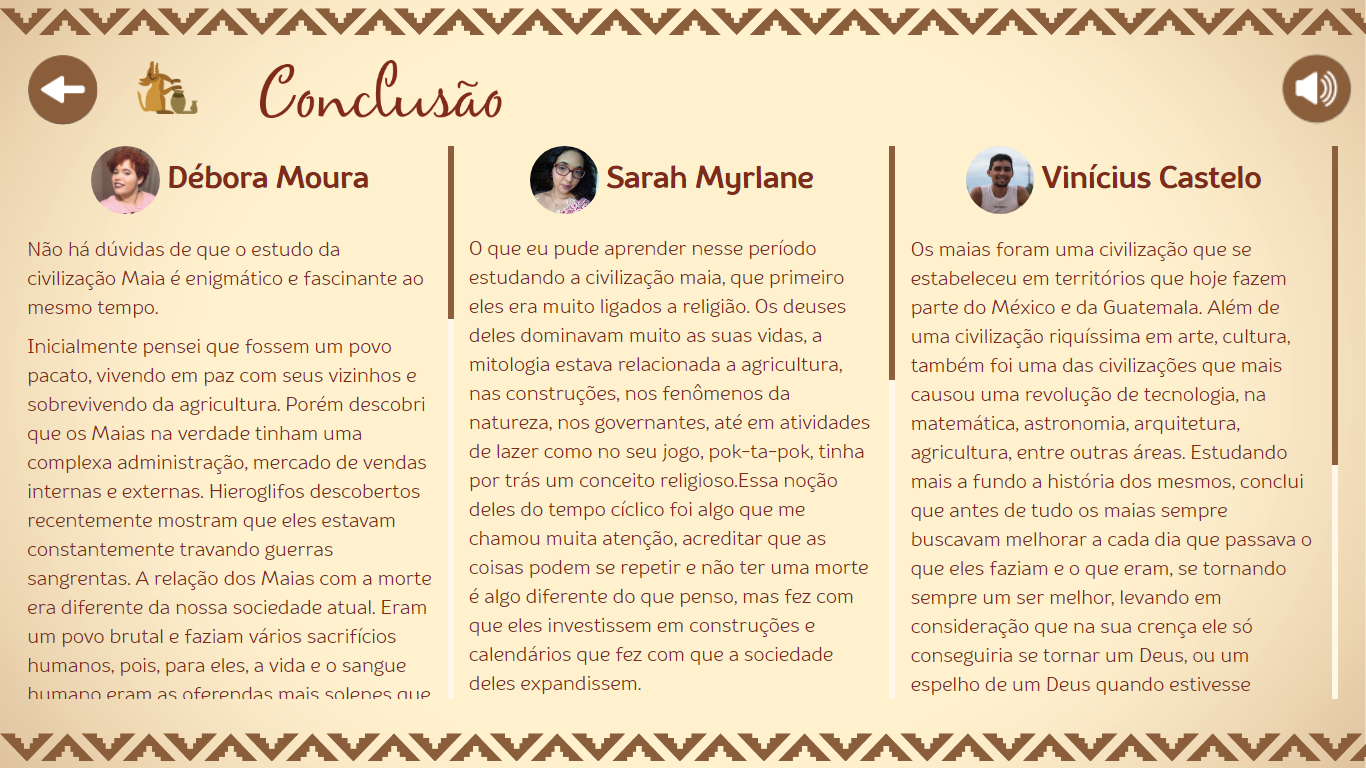 Conclusão
Débora Moura
Não há dúvidas de que o estudo da
civilização Maia é enigmático e fascinante ao
mesmo tempo.
Inicialmente pensei que fossem um povo
pacato, vivendo em paz com seus vizinhos e
sobrevivendo da agricultura. Porém descobri
que os Maias na verdade tinham uma
complexa administração, mercado de vendas
internas e externas. Hieroglifos descobertos
recentemente mostram que eles estavam
constantemente travando guerras
sangrentas. A relação dos Maias com a morte
era diferente da nossa sociedade atual. Eram
um povo brutal e faziam vários sacrifícios
humanos, pois, para eles, a vida e o sangue
humano eram as oferendas mais solenes que
Sarah Myrlane
O que eu pude aprender nesse período
estudando a civilização maia, que primeiro
eles era muito ligados a religião. Os deuses
deles dominavam muito as suas vidas, a
mitologia estava relacionada a agricultura,
nas construções, nos fenômenos da
natureza, nos governantes, até em atividades
de lazer como no seu jogo, pok-ta-pok, tinha
por trás um conceito religioso.Essa noção
deles do tempo cíclico foi algo que me
chamou muita atenção, acreditar que as
coisas podem se repetir e não ter uma morte
é algo diferente do que penso, mas fez com
que eles investissem em construções e
calendários que fez com que a sociedade
deles expandissem.
Vinícius Castelo
Os maias foram uma civilização que se
estabeleceu em territórios que hoje fazem
parte do México e da Guatemala. Além de
uma civilização riquíssima em arte, cultura,
também foi uma das civilizações que mais
causou uma revolução de tecnologia, na
matemática, astronomia, arquitetura,
agricultura, entre outras áreas. Estudando
mais a fundo a história dos mesmos, conclui
que antes de tudo os maias sempre
buscavam melhorar a cada dia que passava o
que eles faziam e o que eram, se tornando
sempre um ser melhor, levando em
consideração que na sua crença ele só
conseguiria se tornar um Deus, ou um
espelho de um Deus quando estivesse